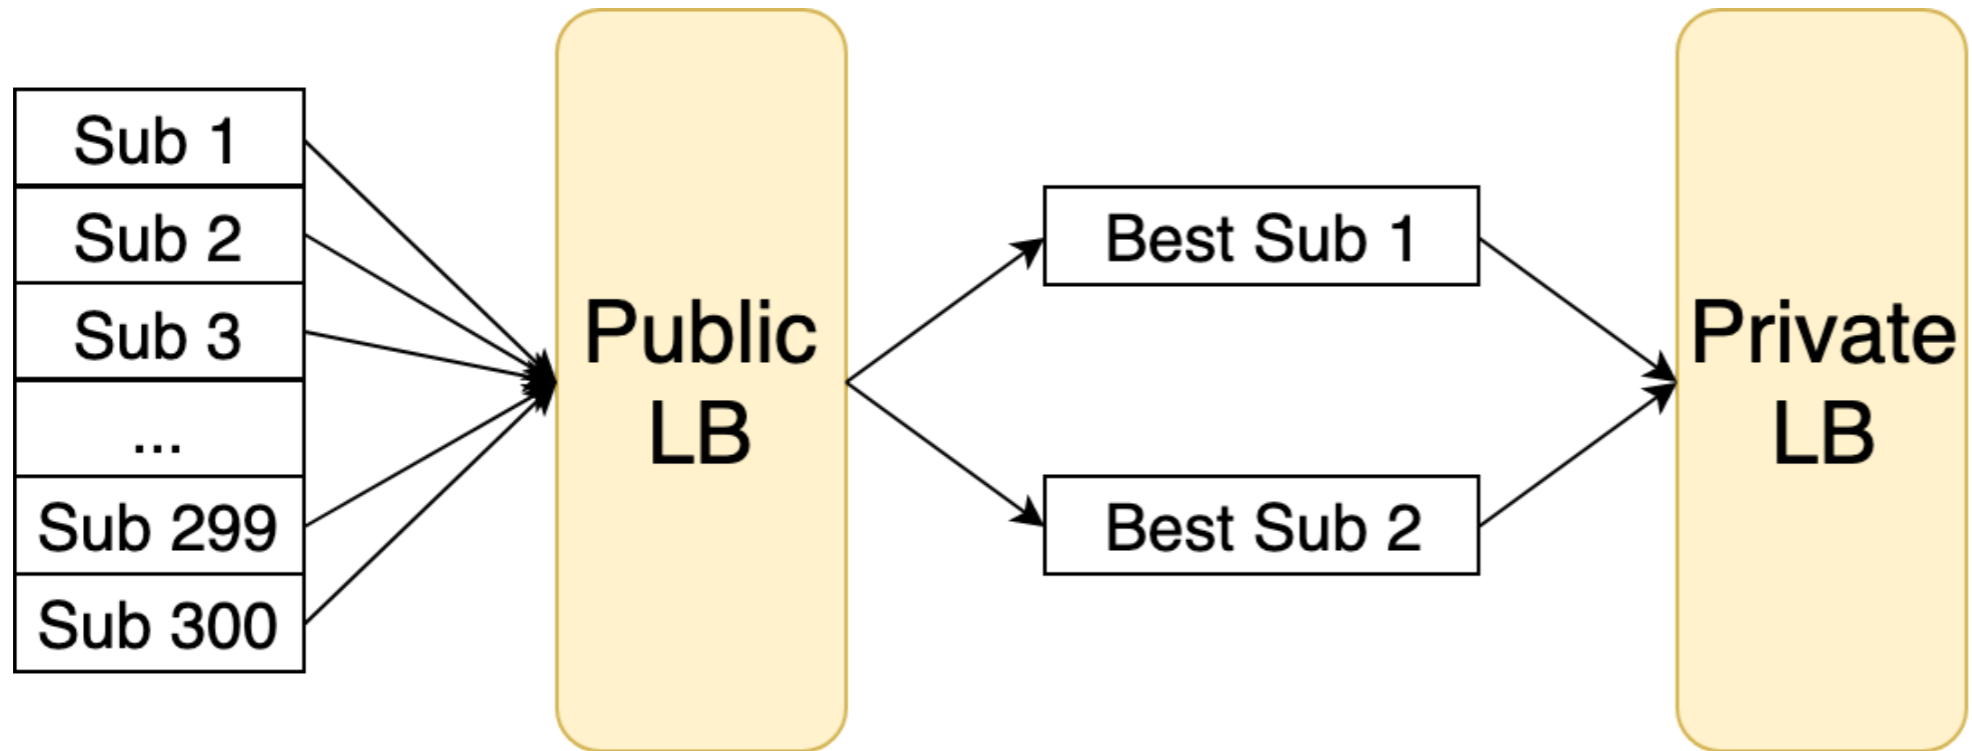 Sub 1
Sub 2
Sub 3
...
Sub 299
Sub 300
Public
LB
Best Sub 1
Best Sub 2
Private
LB